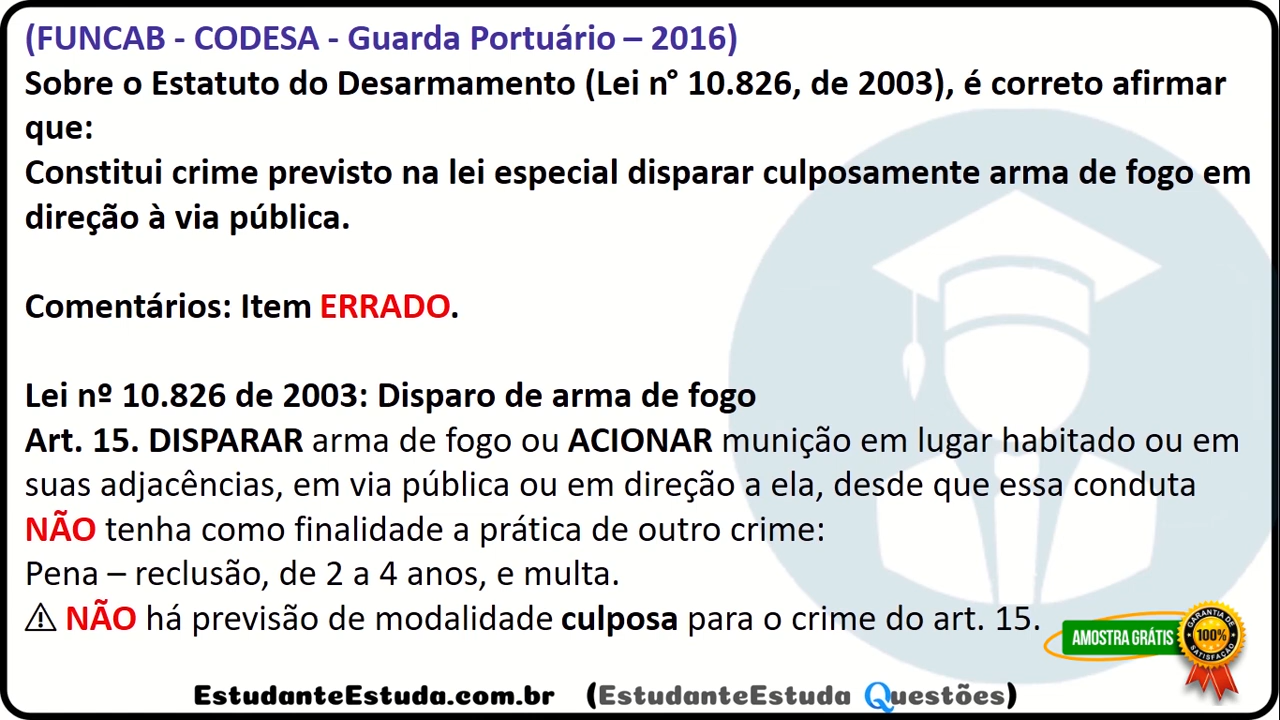 (FUNCAB - CODESA - Guarda Portuário – 2016)
Sobre o Estatuto do Desarmamento (Lei n° 10.826, de 2003), é correto afirmar
que:
Constitui crime previsto na lei especial disparar culposamente arma de fogo em
direção à via pública.
Comentários: Item ERRADO.
Lei nº 10.826 de 2003: Disparo de arma de fogo
Art. 15. DISPARAR arma de fogo ou ACIONAR munição em lugar habitado ou em
suas adjacências, em via pública ou em direção a ela, desde que essa conduta
NÃO tenha como finalidade a prática de outro crime:
Pena – reclusão, de 2 a 4 anos, e multa.
⚠ NÃO há previsão de modalidade culposa para o crime do art. 15.
AMOSTRA GRÁTIS
GARANTIA DE
100%
SATISFAÇÃO
EstudanteEstuda.com.br (EstudanteEstuda Questões)